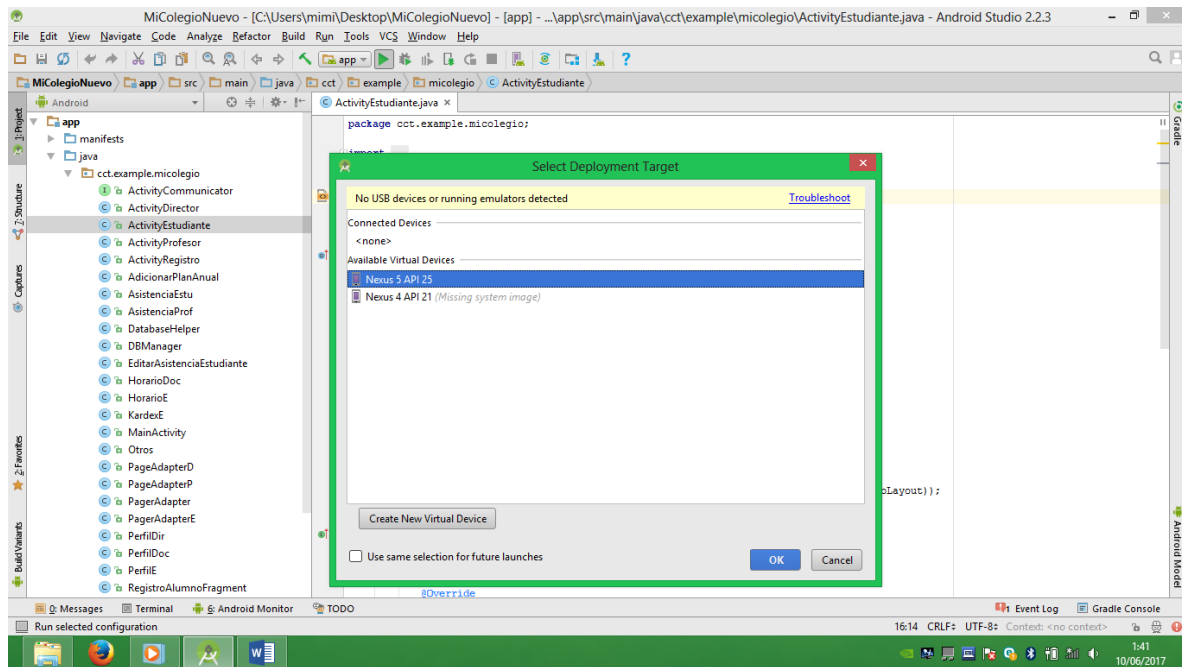 MiColegioNuevo - [C:\Users\mimi\Desktop\MiColegioNuevo] - [app] - ...\app\src\main\java\cct\example\micolegio\ActivityEstudiante.java - Android Studio 2.2.3
File Edit View Navigate Code Analyze Refactor Build Run Tools VCS Window Help
app
MiColegioNuevo app src main java cct example micolegio ActivityEstudiante
Android
ActivityEstudiante.java
1: Project
7: Structure
Captures
2: Favorites
Build Variants
app
manifests
java
cct.example.micolegio
ActivityCommunicator
ActivityDirector
ActivityEstudiante
ActivityProfesor
ActivityRegistro
AdicionarPlanAnual
AsistenciaEstu
AsistenciaProf
DatabaseHelper
DBManager
EditarAsistenciaEstudiante
HorarioDoc
HorarioE
KardexE
MainActivity
Otros
PageAdapterD
PageAdapterP
PagerAdapter
PagerAdapterE
PerfilDir
PerfilDoc
PerfilE
RegistroAlumnoFragment
package cct.example.micolegio;
import ...
Select Deployment Target
No USB devices or running emulators detected Troubleshoot
Connected Devices
<none>
Available Virtual Devices
Nexus 5 API 25
Nexus 4 API 21 (Missing system image)
Create New Virtual Device
Use same selection for future launches
OK Cancel
oLayout));
@Override
Gradle
Android Model
0: Messages Terminal 6: Android Monitor TODO Event Log Gradle Console
Run selected configuration 16:14 CRLF÷ UTF-8÷ Context: <no context>
1:41
10/06/2017